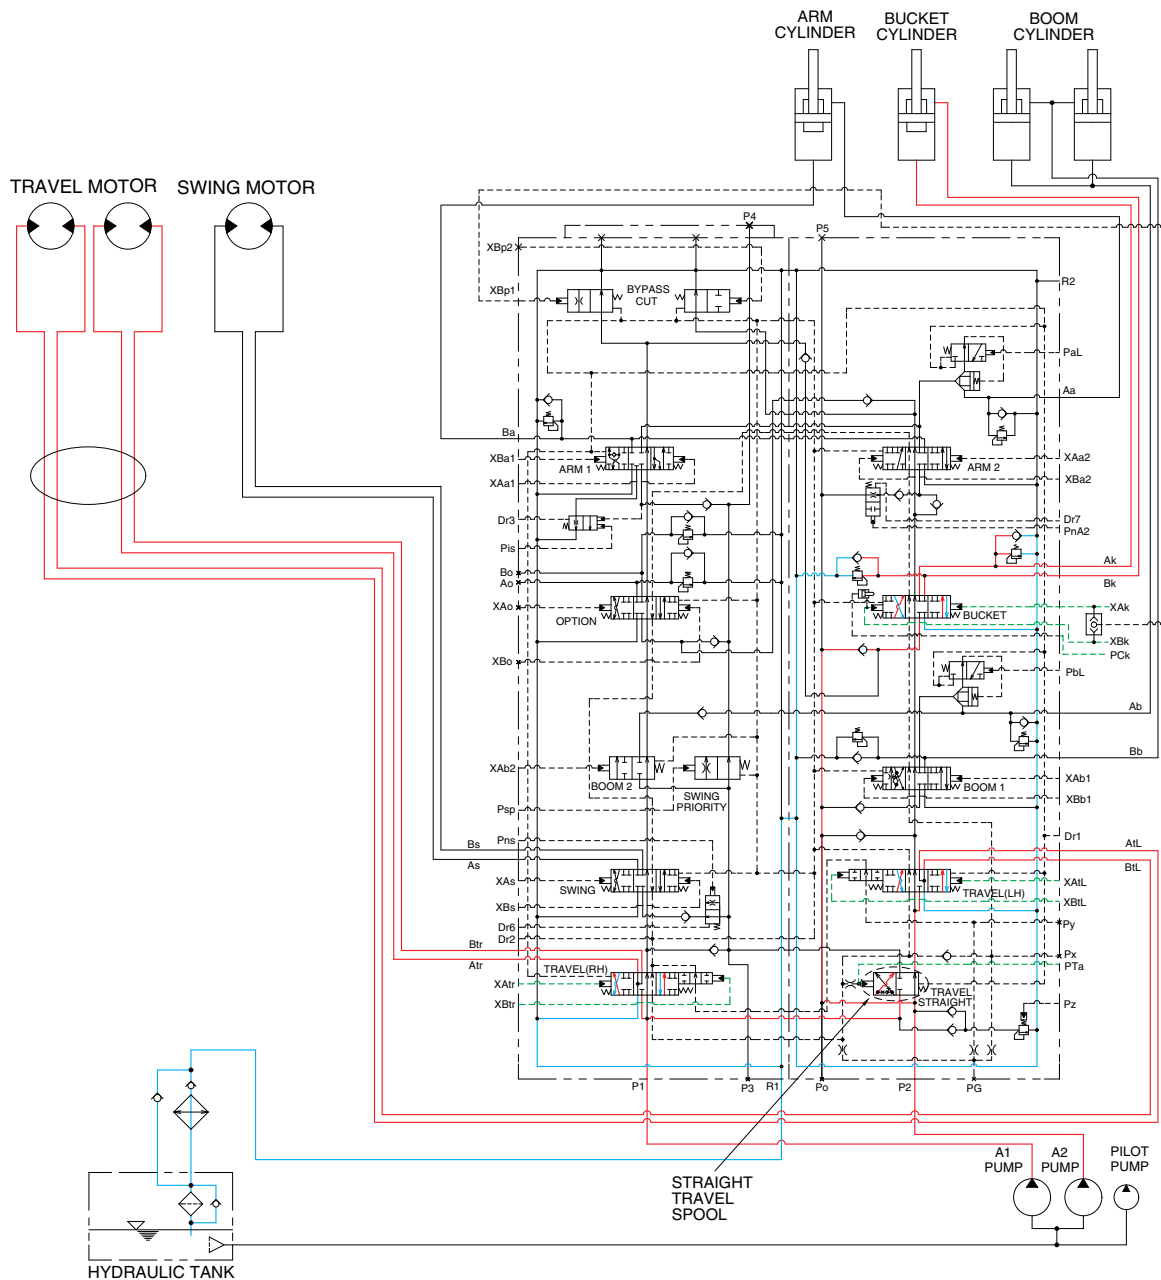 ARM
CYLINDER
BUCKET
CYLINDER
BOOM
CYLINDER
TRAVEL MOTOR
SWING MOTOR
P4
P5
XBp2
XBp1
BYPASS
CUT
R2
PaL
Aa
Ba
XBa1
ARM 1
XAa1
ARM 2
XAa2
XBa2
Dr3
Dr7
PnA2
Pis
Bo
Ao
Ak
Bk
XAo
OPTION
BUCKET
XAk
XBk
PCk
XBo
PbL
Ab
Bb
XAb2
BOOM 2
SWING
PRIORITY
BOOM 1
XAb1
XBb1
Psp
Pns
Dr1
Bs
As
AtL
BtL
XAs
SWING
TRAVEL(LH)
XAtL
XBs
XBtL
Dr6
Dr2
Py
Btr
Px
Atr
TRAVEL(RH)
PTa
XAtr
TRAVEL
STRAIGHT
XBtr
Pz
P1
P3
R1
Po
P2
PG
A1
PUMP
A2
PUMP
PILOT
PUMP
STRAIGHT
TRAVEL
SPOOL
HYDRAULIC TANK